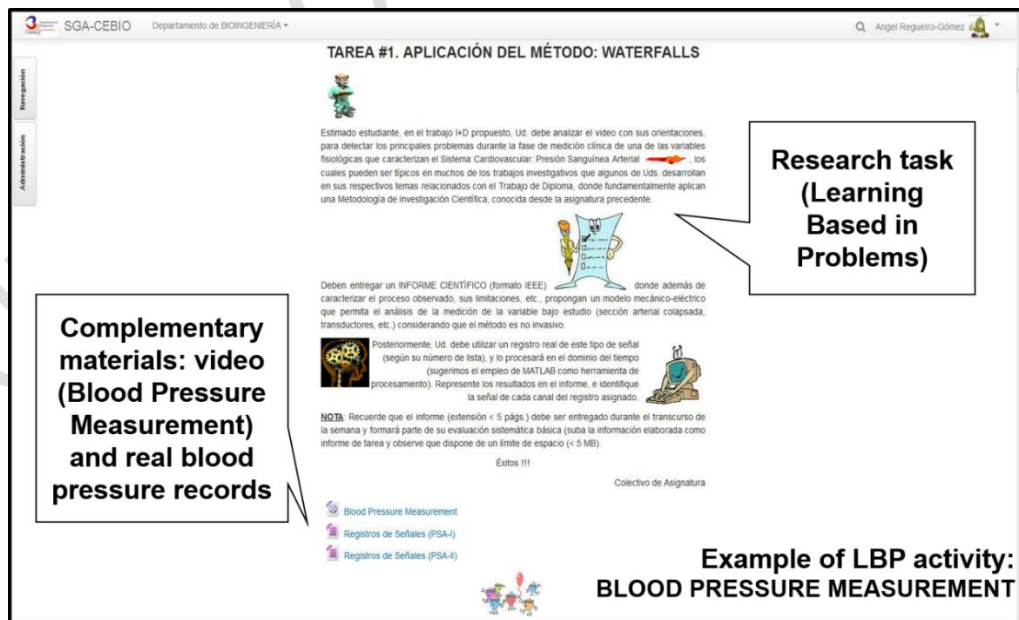 SGA-CEBIO Departamento de BIOINGENIERÍA Angel Regueiro-Gómez
TAREA #1. APLICACIÓN DEL MÉTODO: WATERFALLS
Navegación
Administración
Estimado estudiante, en el trabajo I+D propuesto, Ud. debe analizar el video con sus orientaciones,
para detectar los principales problemas durante la fase de medición clínica de una de las variables
fisiológicas que caracterizan el Sistema Cardiovascular: Presión Sanguínea Arterial , los
cuales pueden ser típicos en muchos de los trabajos investigativos que algunos de Uds. desarrollan
en sus respectivos temas relacionados con el Trabajo de Diploma, donde fundamentalmente aplican
una Metodología de Investigación Científica, conocida desde la asignatura precedente.
Research task
(Learning
Based in
Problems)
Deben entregar un INFORME CIENTÍFICO (formato IEEE) donde además de
caracterizar el proceso observado, sus limitaciones, etc., propongan un modelo mecánico-eléctrico
que permita el análisis de la medición de la variable bajo estudio (sección arterial colapsada,
transductores, etc.) considerando que el método es no invasivo.
Posteriormente, Ud. debe utilizar un registro real de este tipo de señal
(según su número de lista), y lo procesará en el dominio del tiempo
(sugerimos el empleo de MATLAB como herramienta de
procesamiento). Represente los resultados en el informe, e identifique
la señal de cada canal del registro asignado.
NOTA: Recuerde que el informe (extensión < 5 págs.) debe ser entregado durante el transcurso de
la semana y formará parte de su evaluación sistemática básica (suba la información elaborada como
informe de tarea y observe que dispone de un límite de espacio (< 5 MB).
Éxitos !!!
Colectivo de Asignatura
Complementary
materials: video
(Blood Pressure
Measurement)
and real blood
pressure records
Blood Pressure Measurement
Registros de Señales (PSA-I)
Registros de Señales (PSA-II)
Example of LBP activity:
BLOOD PRESSURE MEASUREMENT